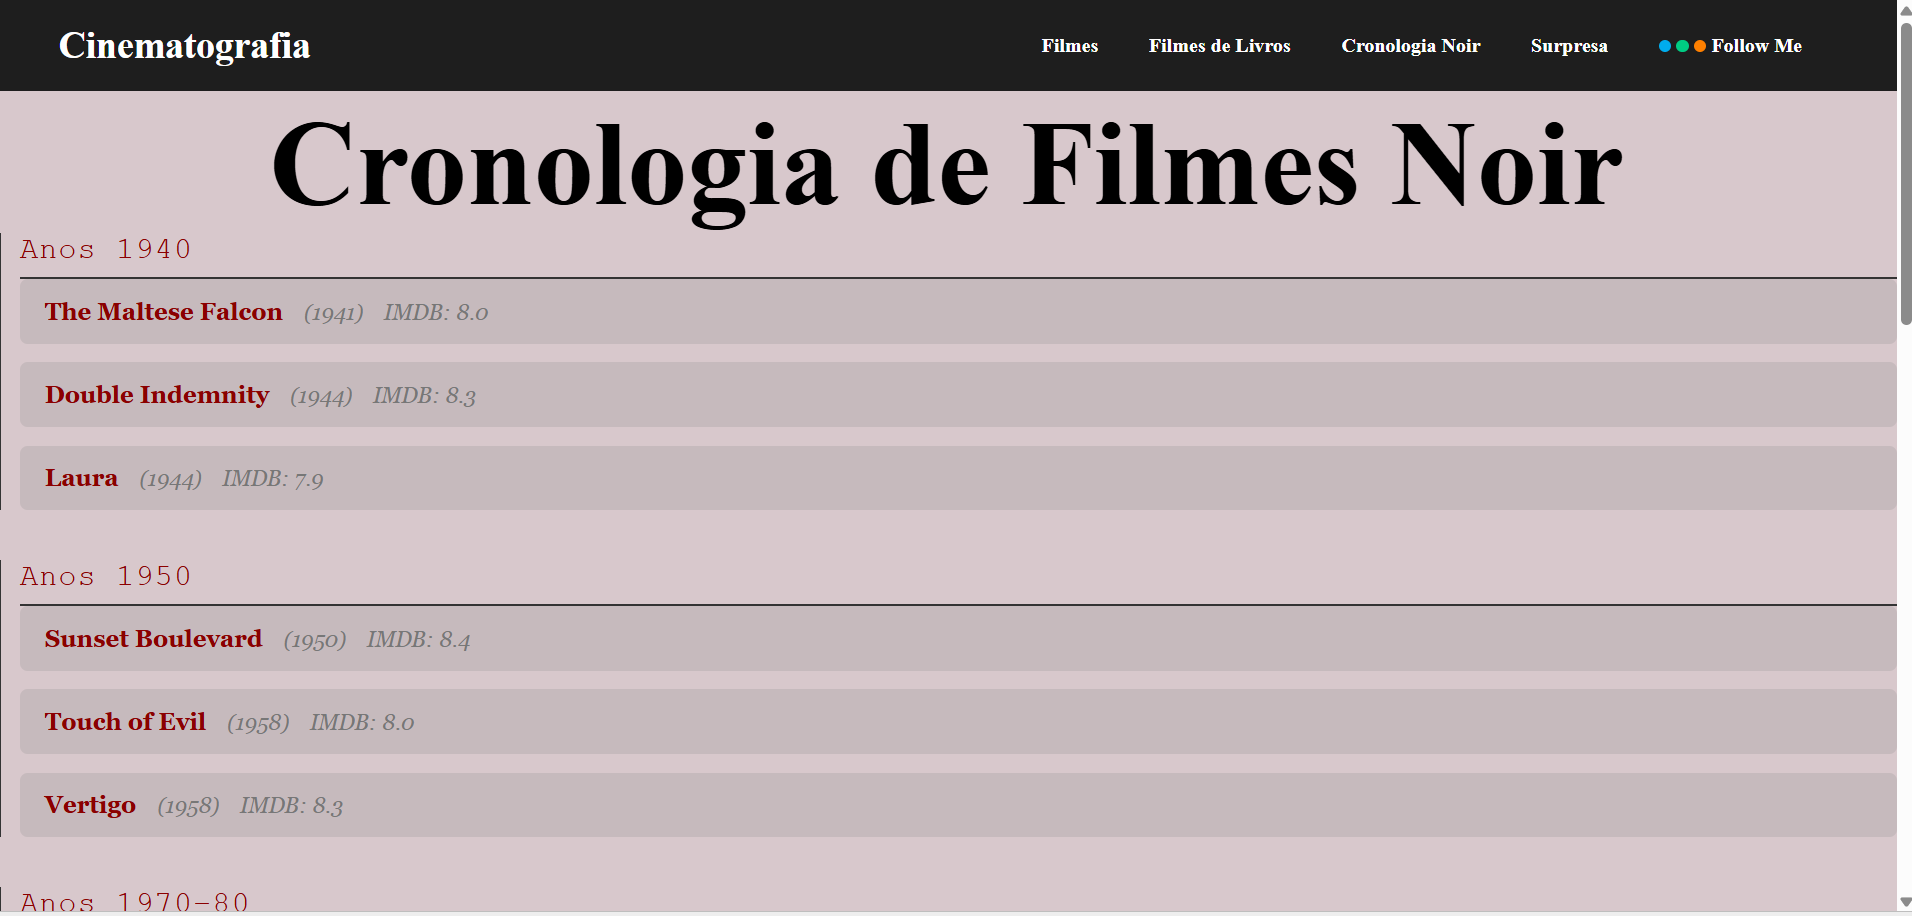 Cinematografia
Filmes Filmes de Livros Cronologia Noir Surpresa Follow Me
Cronologia de Filmes Noir
Anos 1940
The Maltese Falcon (1941) IMDB: 8.0
Double Indemnity (1944) IMDB: 8.3
Laura (1944) IMDB: 7.9
Anos 1950
Sunset Boulevard (1950) IMDB: 8.4
Touch of Evil (1958) IMDB: 8.0
Vertigo (1958) IMDB: 8.3
Anos 1970-80